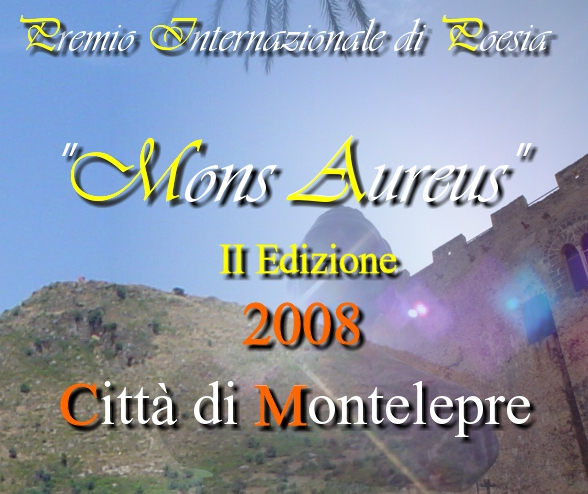 Premio Internazionale di Poesia
"Mons Aureus"
II Edizione
2008
Città di Montelepre